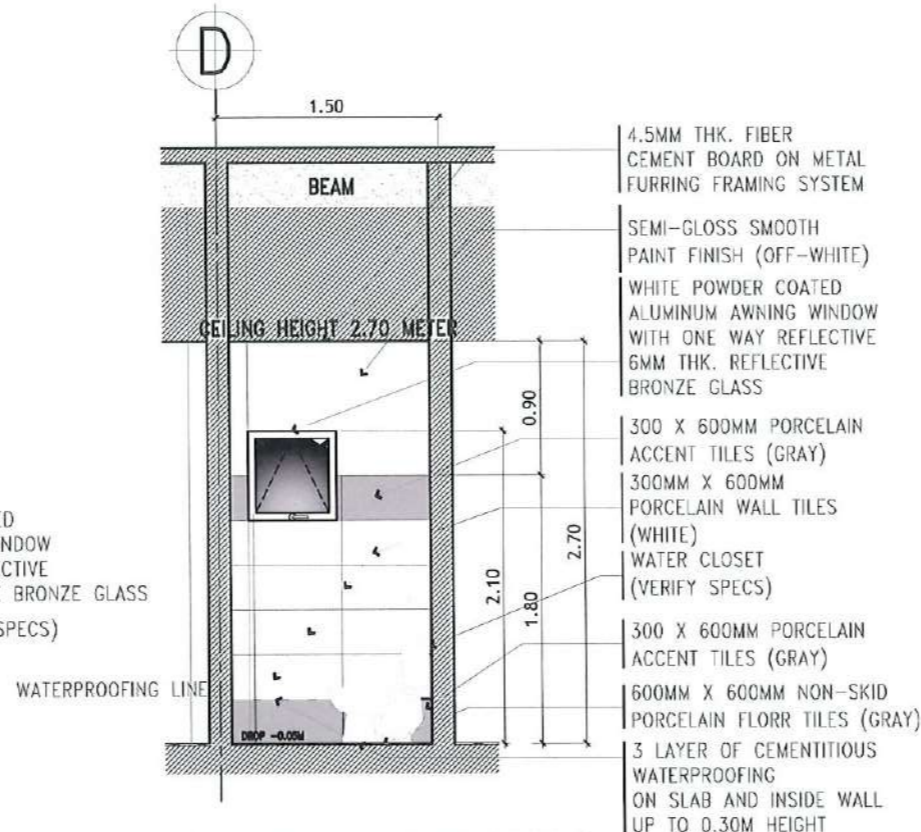 D
1.50
BEAM
CEILING HEIGHT 2.70 METER
0.90
2.10
1.80
2.70
DROP -0.05M
WATERPROOFING LINE
ED
INDOW
ECTIVE
E BRONZE GLASS
SPECS)
4.5MM THK. FIBER
CEMENT BOARD ON METAL
FURRING FRAMING SYSTEM
SEMI-GLOSS SMOOTH
PAINT FINISH (OFF-WHITE)
WHITE POWDER COATED
ALUMINUM AWNING WINDOW
WITH ONE WAY REFLECTIVE
6MM THK. REFLECTIVE
BRONZE GLASS
300 X 600MM PORCELAIN
ACCENT TILES (GRAY)
300MM X 600MM
PORCELAIN WALL TILES
(WHITE)
WATER CLOSET
(VERIFY SPECS)
300 X 600MM PORCELAIN
ACCENT TILES (GRAY)
600MM X 600MM NON-SKID
PORCELAIN FLORR TILES (GRAY)
3 LAYER OF CEMENTITIOUS
WATERPROOFING
ON SLAB AND INSIDE WALL
UP TO 0.30M HEIGHT